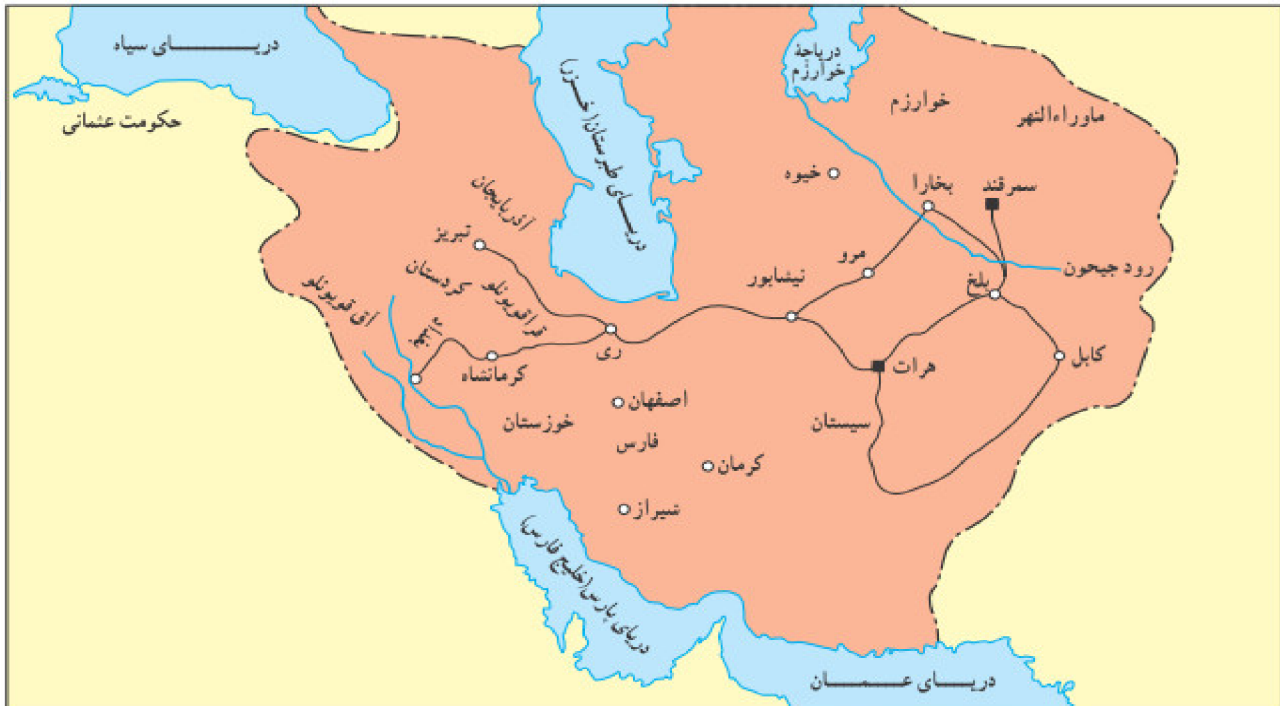 دریای سیاه
حکومت عثمانی
دریای طبرستان (خزر)
دریاچهٔ
خوارزم
خوارزم
ماوراءالنهر
خیوه
بخارا
سمرقند
رود جیحون
مرو
بلخ
نیشابور
کابل
هرات
سیستان
آذربایجان
تبریز
کردستان
قراقویونلو
آق قویونلو
بغداد
کرمانشاه
ری
اصفهان
خوزستان
فارس
کرمان
شیراز
دریای پارس (خلیج فارس)
دریای عمان